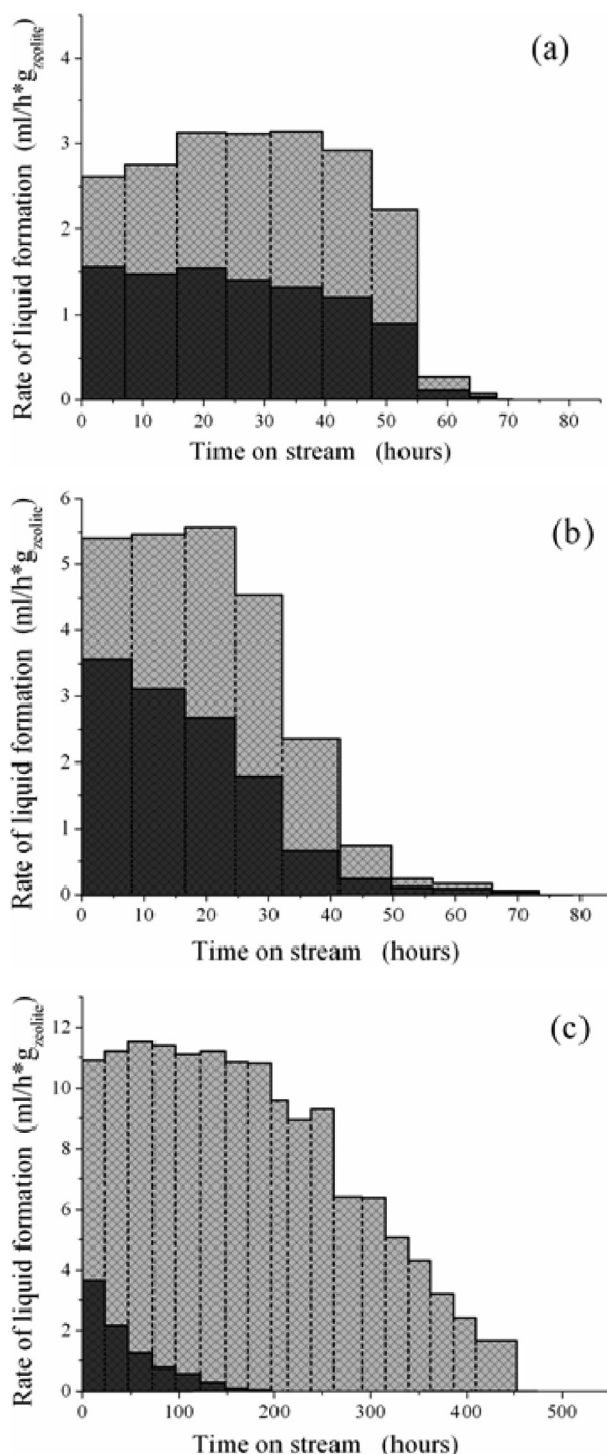 (a)
Rate of liquid formation (ml/h*g_zeolite)
4
3
2
1
0
0 10 20 30 40 50 60 70 80
Time on stream (hours)
(b)
Rate of liquid formation (ml/h*g_zeolite)
6
5
4
3
2
1
0
0 10 20 30 40 50 60 70 80
Time on stream (hours)
(c)
Rate of liquid formation (ml/h*g_zeolite)
12
10
8
6
4
2
0
0 100 200 300 400 500
Time on stream (hours)